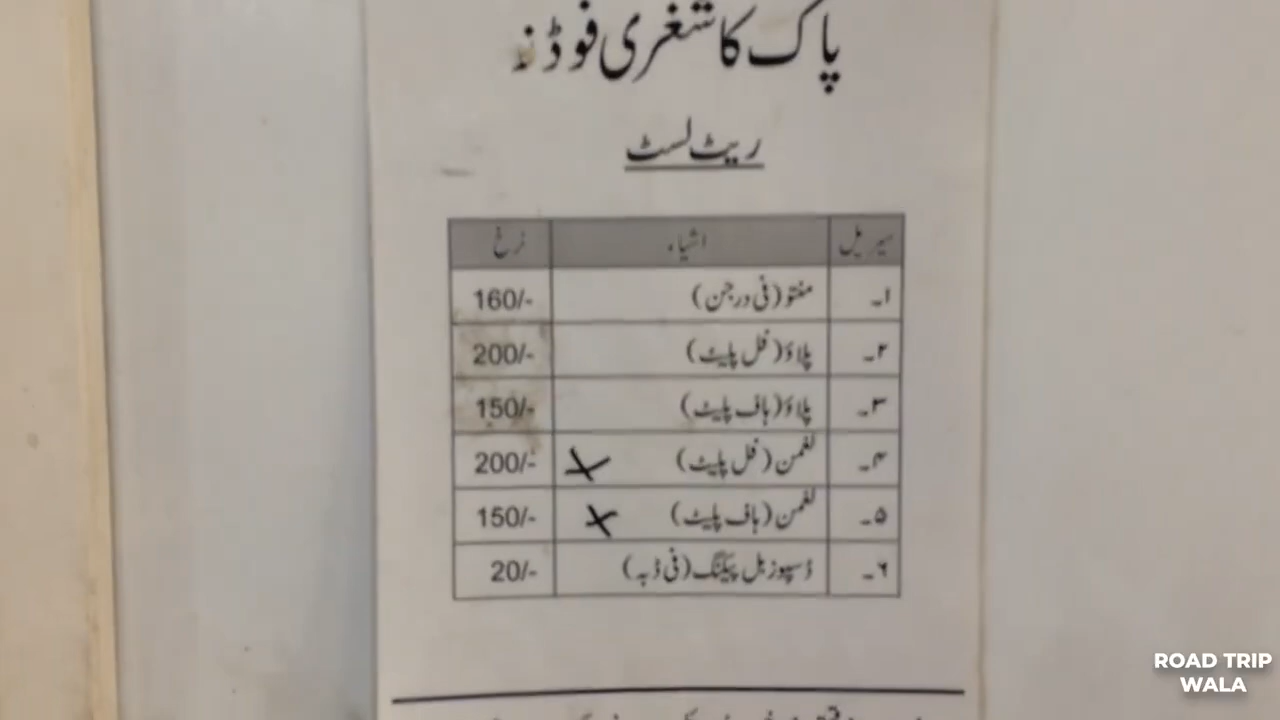 پاک کاشغری فوڈز
ریٹ لسٹ
سیریل اشیاء نرخ
۱۔ منتو (فی درجن) 160/-
۲۔ پلاؤ (فل پلیٹ) 200/-
۳۔ پلاؤ (ہاف پلیٹ) 150/-
۴۔ لغمن (فل پلیٹ) 200/-
۵۔ لغمن (ہاف پلیٹ) 150/-
۶۔ ڈسپوزبل پیکنگ (فی ڈبہ) 20/-
ROAD TRIP
WALA